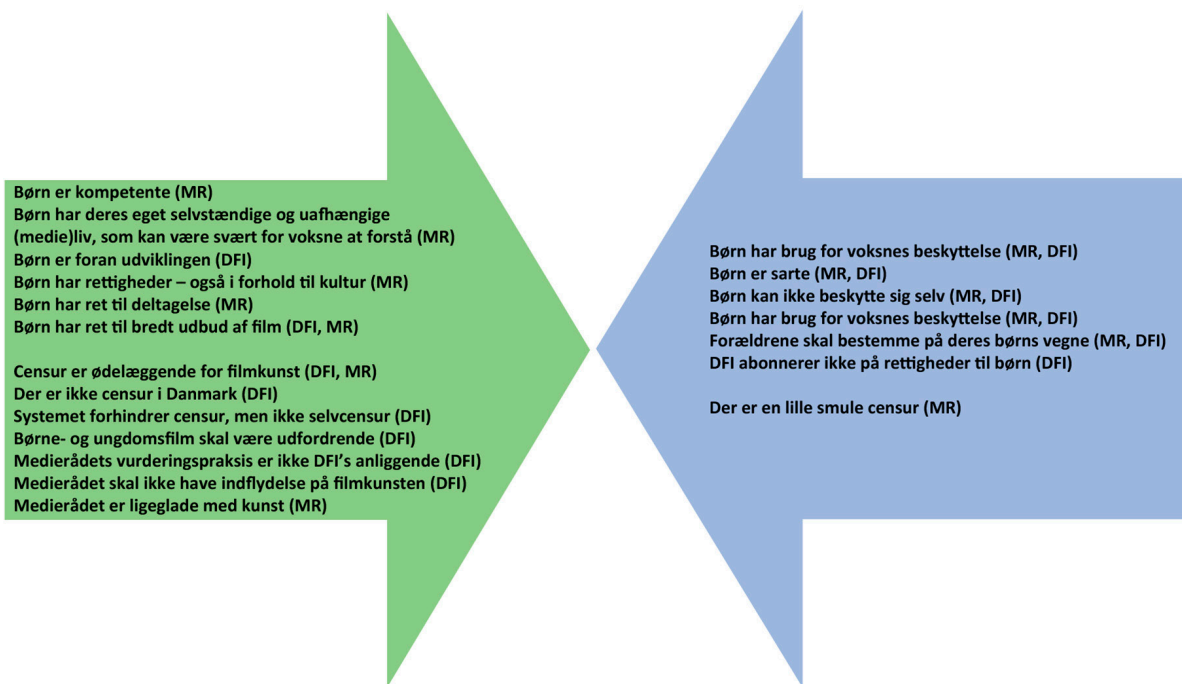 Børn er kompetente (MR)
Børn har deres eget selvstændige og uafhængige
(medie)liv, som kan være svært for voksne at forstå (MR)
Børn er foran udviklingen (DFI)
Børn har rettigheder – også i forhold til kultur (MR)
Børn har ret til deltagelse (MR)
Børn har ret til bredt udbud af film (DFI, MR)
Censur er ødelæggende for filmkunst (DFI, MR)
Der er ikke censur i Danmark (DFI)
Systemet forhindrer censur, men ikke selvcensur (DFI)
Børne- og ungdomsfilm skal være udfordrende (DFI)
Medierådets vurderingspraksis er ikke DFI's anliggende (DFI)
Medierådet skal ikke have indflydelse på filmkunsten (DFI)
Medierådet er ligeglade med kunst (MR)
Børn har brug for voksnes beskyttelse (MR, DFI)
Børn er sarte (MR, DFI)
Børn kan ikke beskytte sig selv (MR, DFI)
Børn har brug for voksnes beskyttelse (MR, DFI)
Forældrene skal bestemme på deres børns vegne (MR, DFI)
DFI abonnerer ikke på rettigheder til børn (DFI)
Der er en lille smule censur (MR)